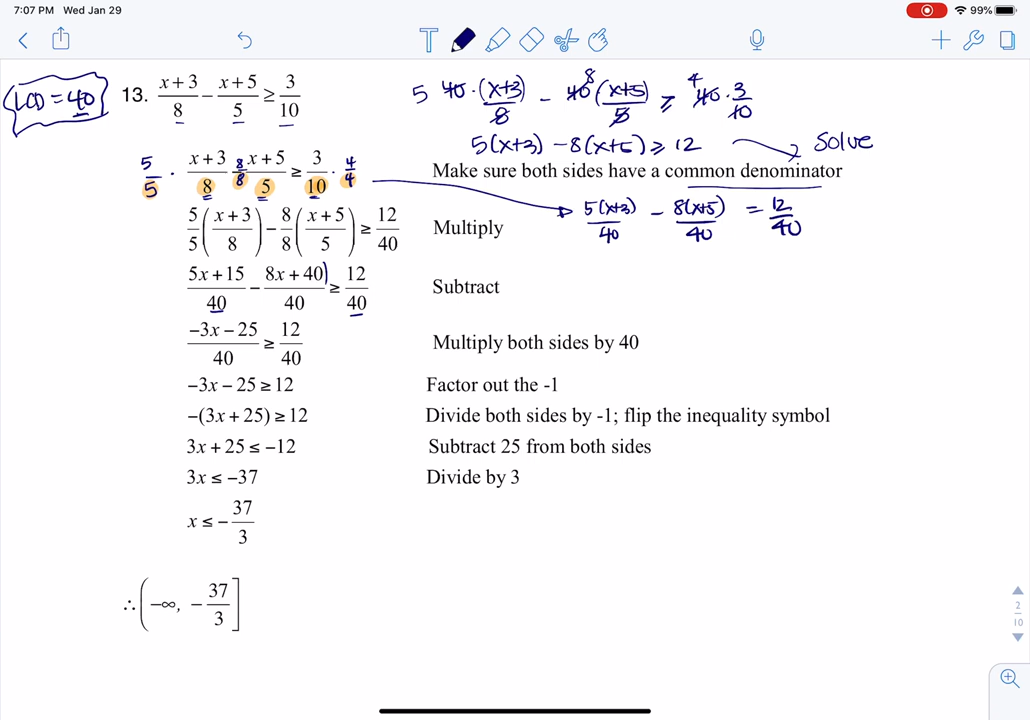 7:07 PM Wed Jan 29
99%
T
LCD = 40
13. (x+3)/8 − (x+5)/5 ≥ 3/10
5 40·(x+3)/8 − 40 8 (x+5)/5 ≥ 4 40·3/10
5(x+3) − 8(x+5) ≥ 12
Solve
5/5 · (x+3)/8 8/8 (x+5)/5 ≥ 3/10 · 4/4 Make sure both sides have a common denominator
5(x+3)/40 − 8(x+5)/40 = 12/40
5/5((x+3)/8) − 8/8((x+5)/5) ≥ 12/40 Multiply
(5x+15)/40 − (8x+40)/40 ≥ 12/40 Subtract
(−3x−25)/40 ≥ 12/40 Multiply both sides by 40
−3x − 25 ≥ 12 Factor out the -1
−(3x + 25) ≥ 12 Divide both sides by -1; flip the inequality symbol
3x + 25 ≤ −12 Subtract 25 from both sides
3x ≤ −37 Divide by 3
x ≤ −37/3
∴ (−∞, −37/3]
2
10